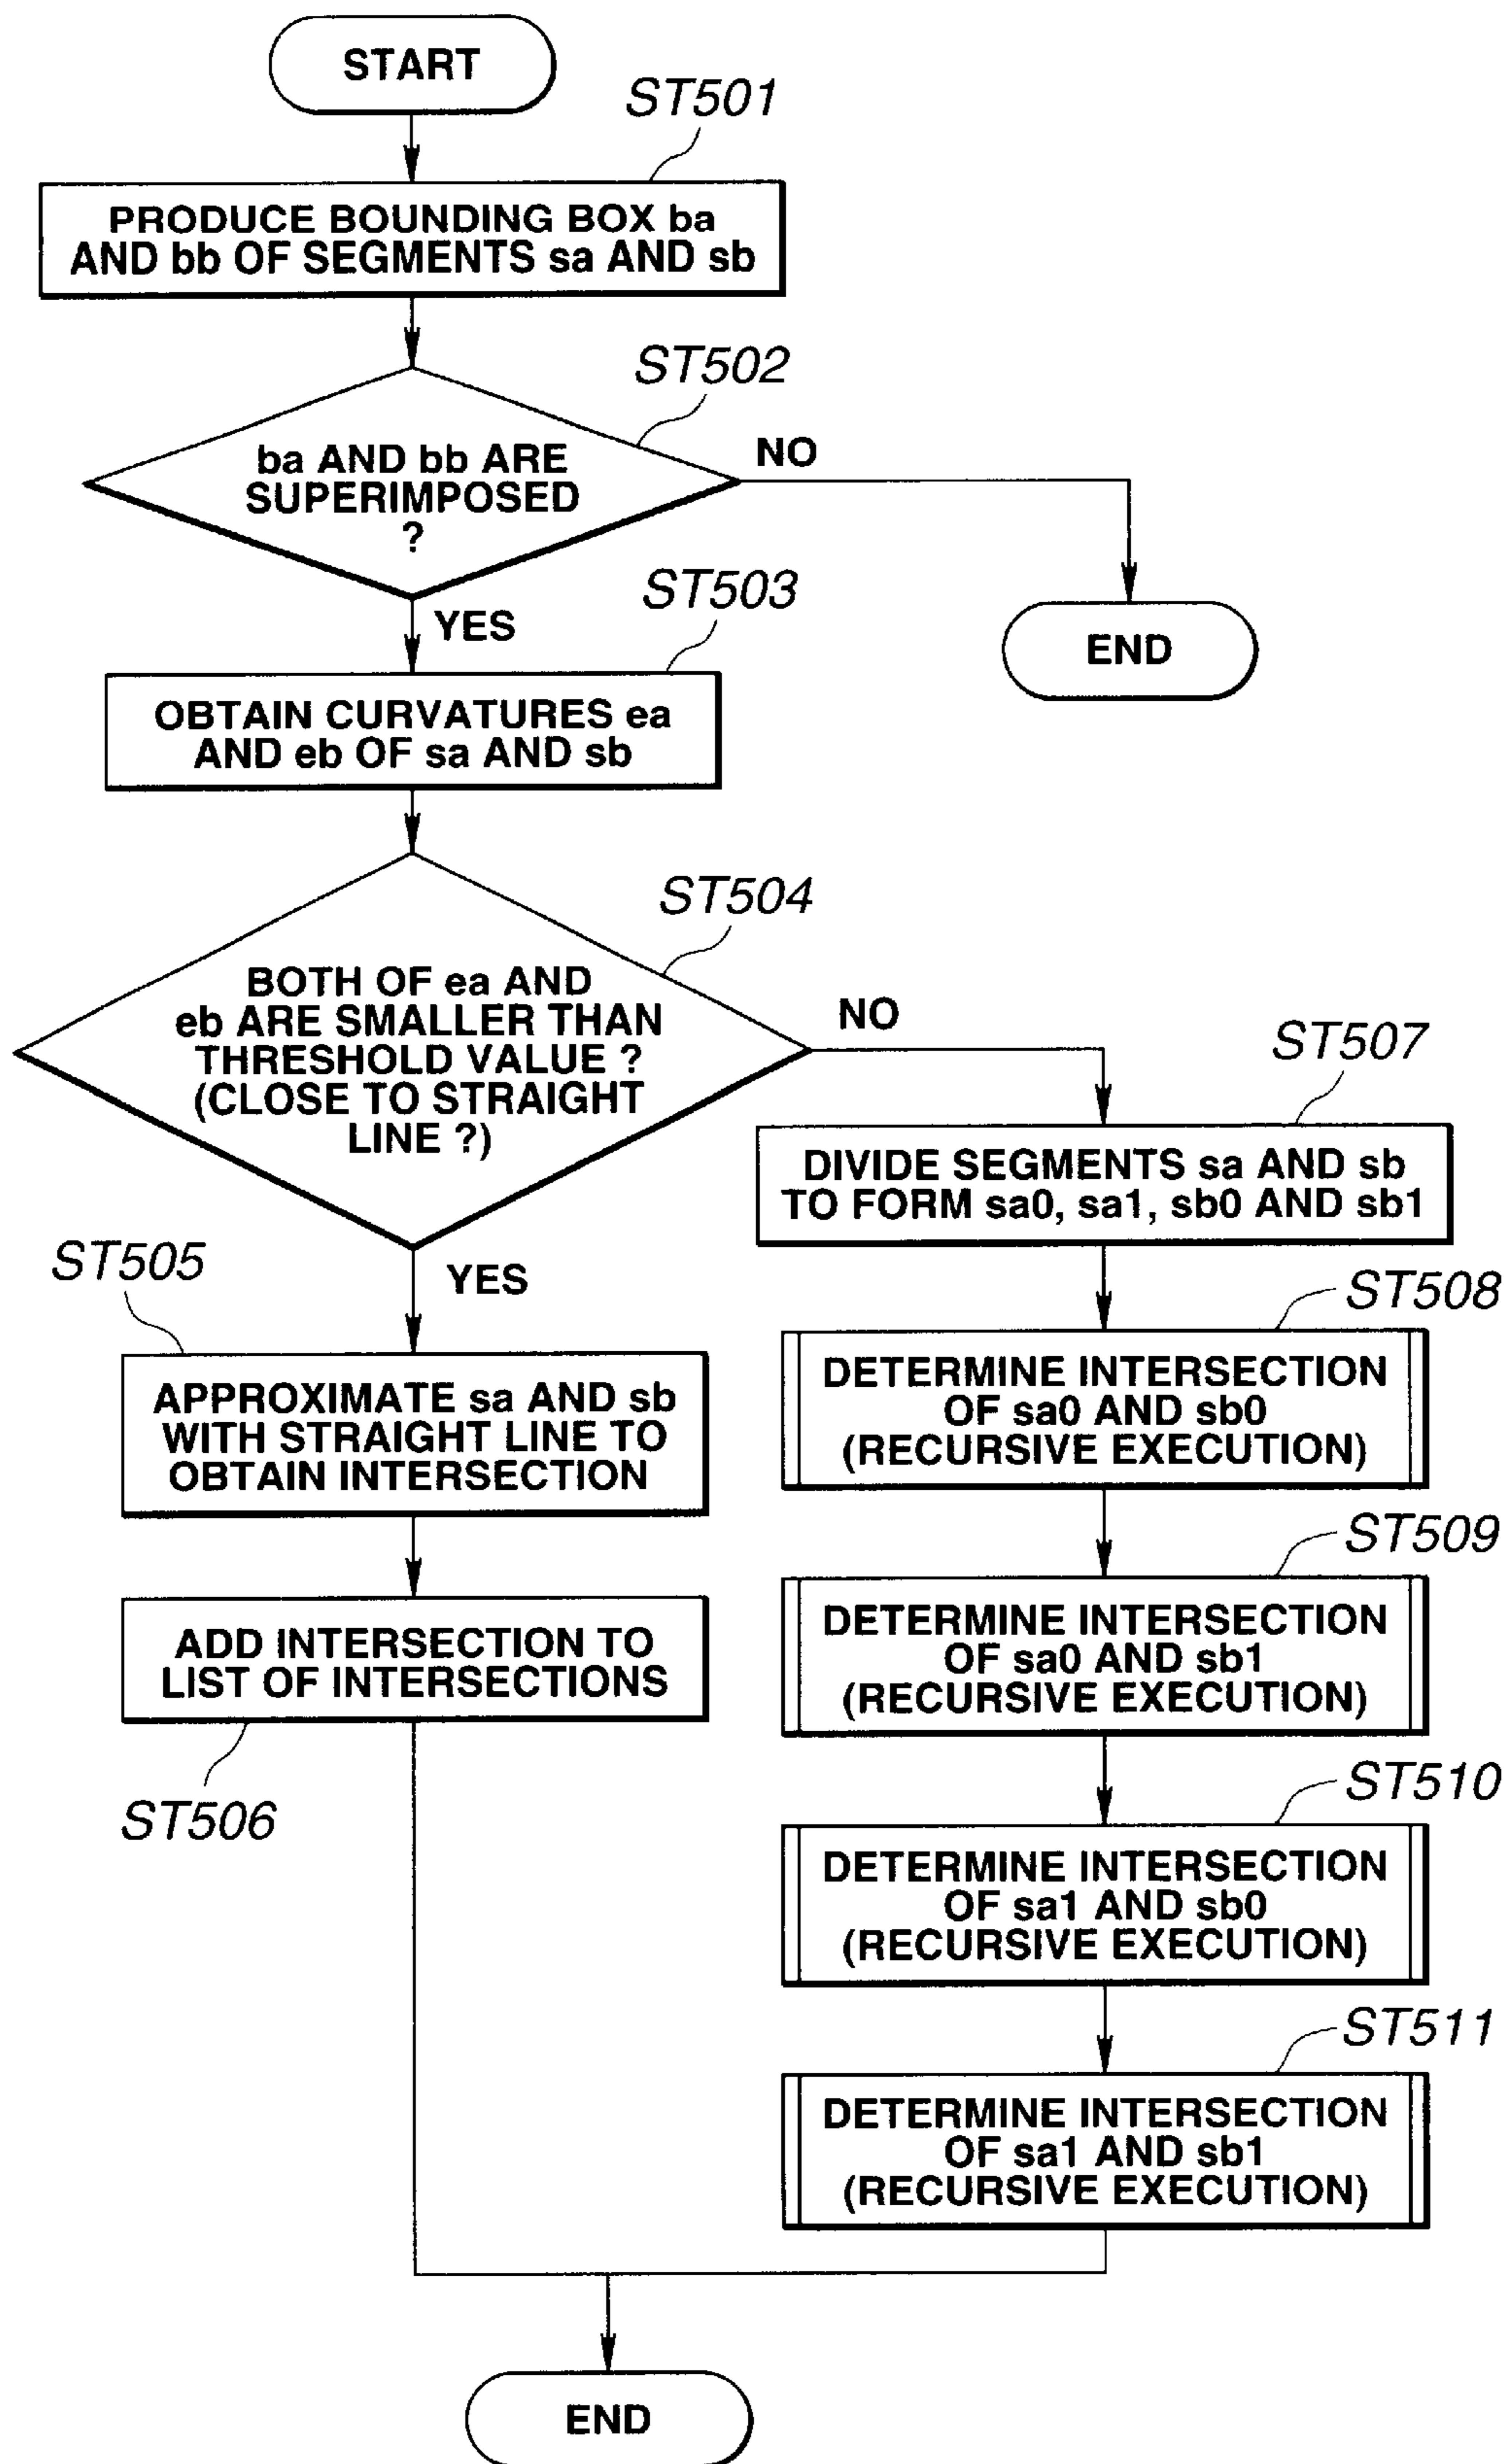 START
ST501
PRODUCE BOUNDING BOX ba
AND bb OF SEGMENTS sa AND sb
ST502
ba AND bb ARE
SUPERIMPOSED
?
NO
END
YES
ST503
OBTAIN CURVATURES ea
AND eb OF sa AND sb
ST504
BOTH OF ea AND
eb ARE SMALLER THAN
THRESHOLD VALUE ?
(CLOSE TO STRAIGHT
LINE ?)
NO
YES
ST505
APPROXIMATE sa AND sb
WITH STRAIGHT LINE TO
OBTAIN INTERSECTION
ADD INTERSECTION TO
LIST OF INTERSECTIONS
ST506
ST507
DIVIDE SEGMENTS sa AND sb
TO FORM sa0, sa1, sb0 AND sb1
ST508
DETERMINE INTERSECTION
OF sa0 AND sb0
(RECURSIVE EXECUTION)
ST509
DETERMINE INTERSECTION
OF sa0 AND sb1
(RECURSIVE EXECUTION)
ST510
DETERMINE INTERSECTION
OF sa1 AND sb0
(RECURSIVE EXECUTION)
ST511
DETERMINE INTERSECTION
OF sa1 AND sb1
(RECURSIVE EXECUTION)
END